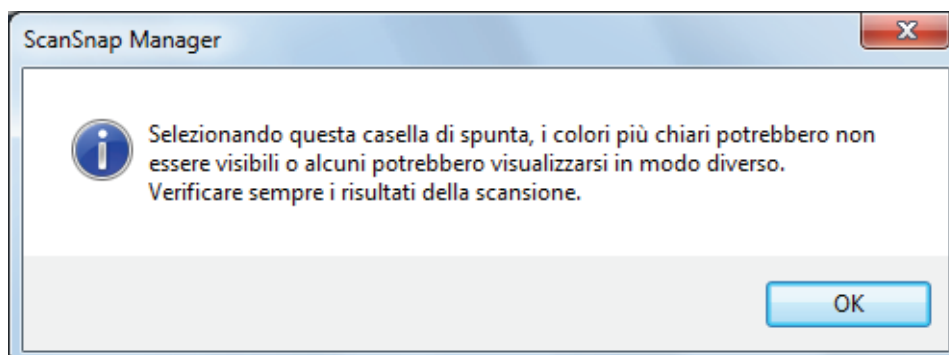 ScanSnap Manager
Selezionando questa casella di spunta, i colori più chiari potrebbero non
essere visibili o alcuni potrebbero visualizzarsi in modo diverso.
Verificare sempre i risultati della scansione.
OK